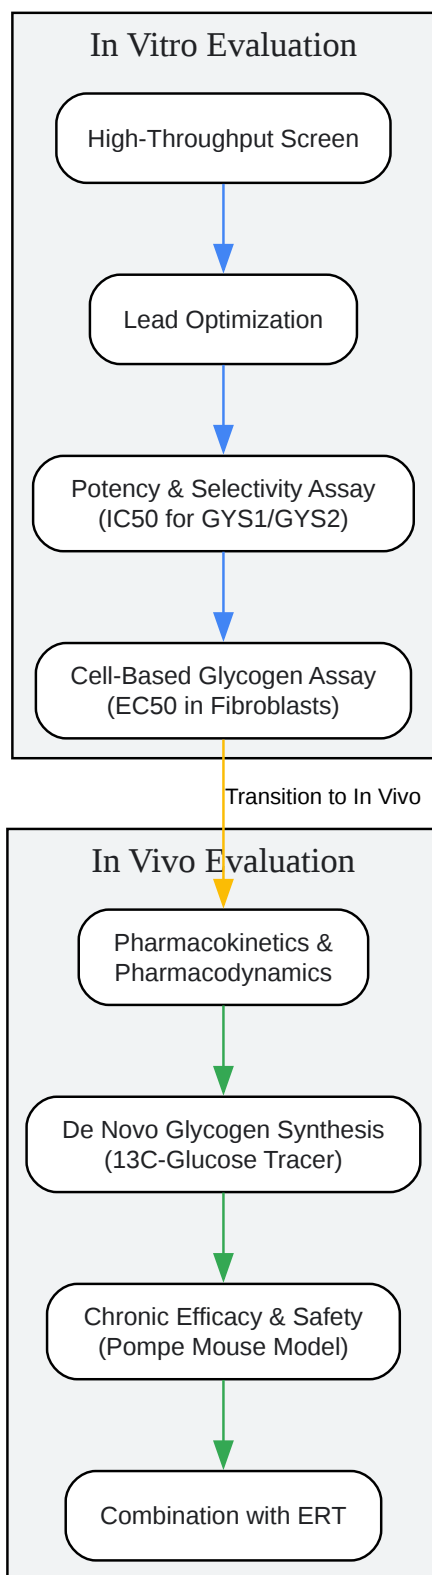 In Vitro Evaluation
High-Throughput Screen
Lead Optimization
Potency & Selectivity Assay
(IC50 for GYS1/GYS2)
Cell-Based Glycogen Assay
(EC50 in Fibroblasts)
Transition to In Vivo
In Vivo Evaluation
Pharmacokinetics &
Pharmacodynamics
De Novo Glycogen Synthesis
(13C-Glucose Tracer)
Chronic Efficacy & Safety
(Pompe Mouse Model)
Combination with ERT